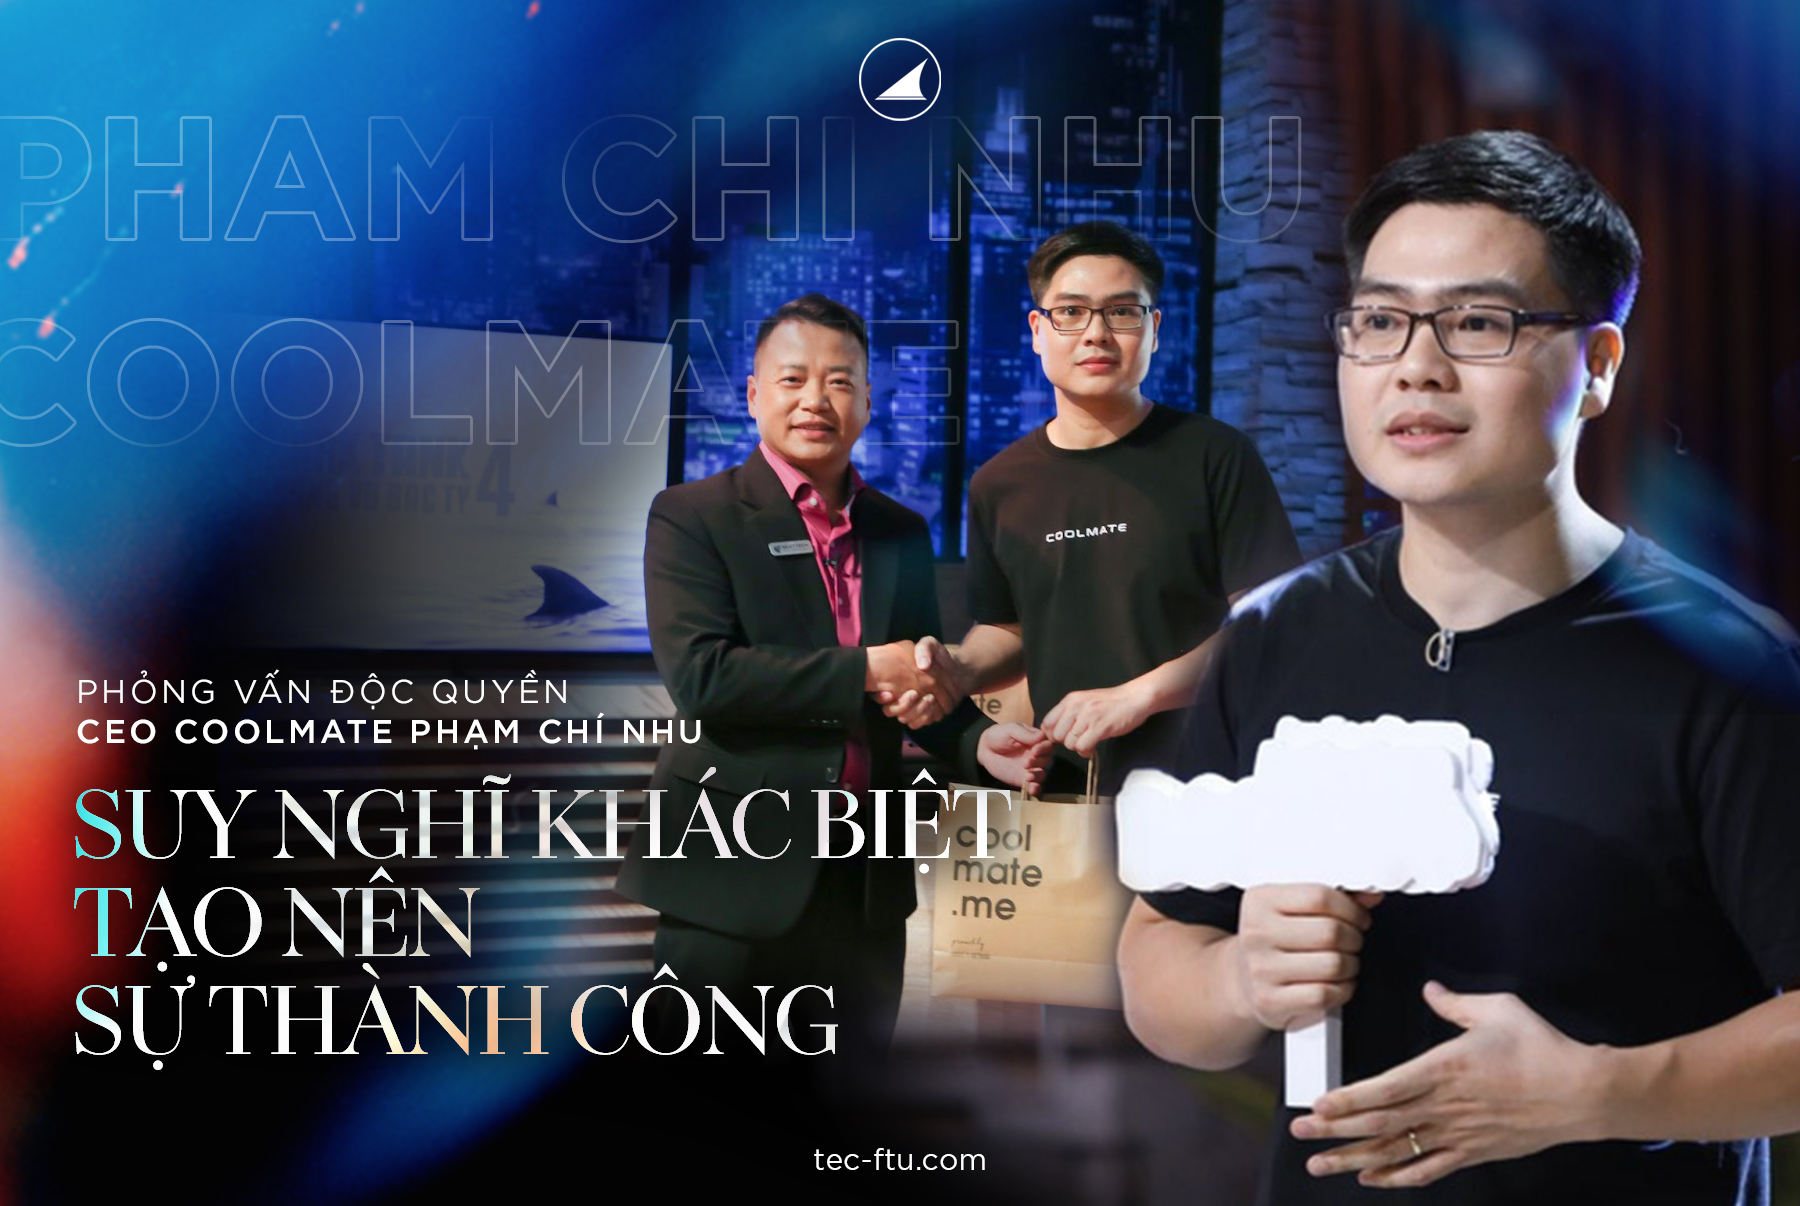 PHAM CHI NHU
COOLMATE
4
COOLMATE
PHỎNG VẤN ĐỘC QUYỀN
CEO COOLMATE PHẠM CHÍ NHU
SUY NGHĨ KHÁC BIỆT
TẠO NÊN
SỰ THÀNH CÔNG
cool
mate
.me
tec-ftu.com